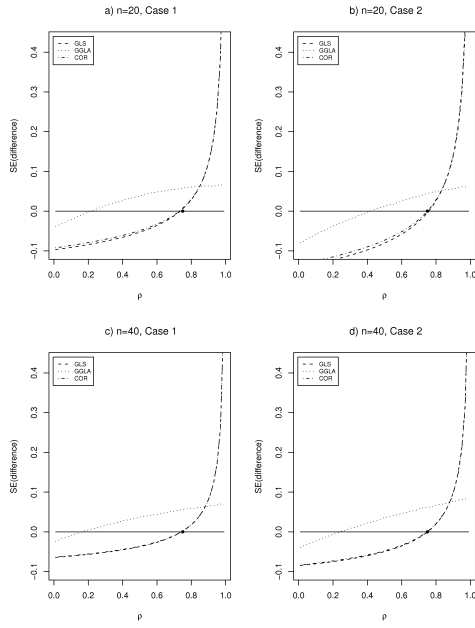 a) n=20, Case 1
GLS
GGLA
COR
SE(difference)
−0.1 0.0 0.1 0.2 0.3 0.4
0.0 0.2 0.4 0.6 0.8 1.0
ρ
b) n=20, Case 2
GLS
GGLA
COR
SE(difference)
−0.1 0.0 0.1 0.2 0.3 0.4
0.0 0.2 0.4 0.6 0.8 1.0
ρ
c) n=40, Case 1
GLS
GGLA
COR
SE(difference)
−0.1 0.0 0.1 0.2 0.3 0.4
0.0 0.2 0.4 0.6 0.8 1.0
ρ
d) n=40, Case 2
GLS
GGLA
COR
SE(difference)
−0.1 0.0 0.1 0.2 0.3 0.4
0.0 0.2 0.4 0.6 0.8 1.0
ρ